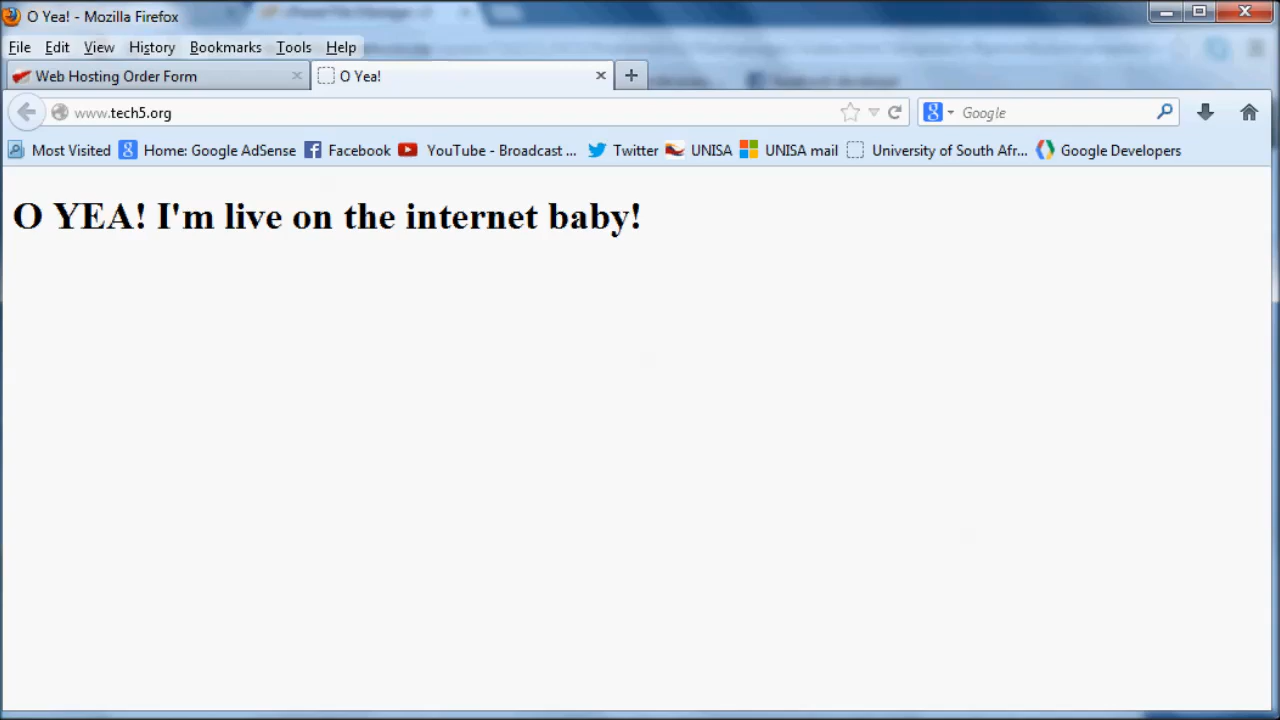 O Yea! - Mozilla Firefox
File Edit View History Bookmarks Tools Help
Web Hosting Order Form O Yea!
www.tech5.org Google
Most Visited Home: Google AdSense Facebook YouTube - Broadcast ... Twitter UNISA UNISA mail University of South Afr... Google Developers
O YEA! I'm live on the internet baby!